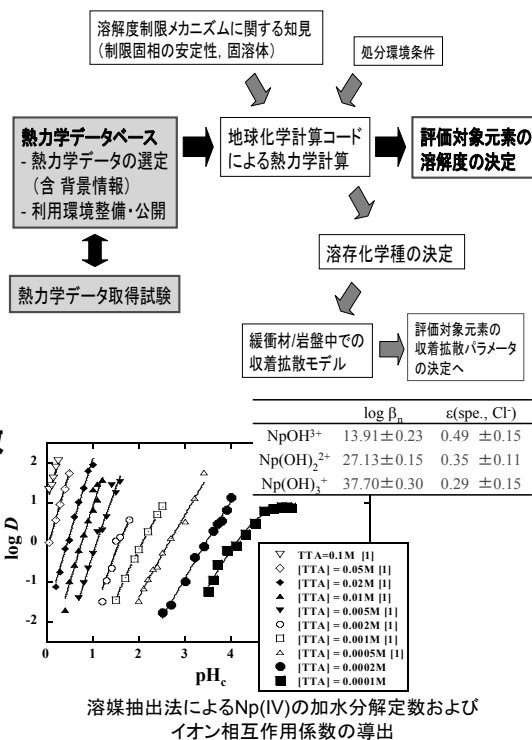 溶解度制限メカニズムに関する知見
(制限固相の安定性, 固溶体)
処分環境条件
熱力学データベース
- 熱力学データの選定
(含 背景情報)
- 利用環境整備・公開
地球化学計算コード
による熱力学計算
評価対象元素の
溶解度の決定
溶存化学種の決定
熱力学データ取得試験
緩衝材/岩盤中での
収着拡散モデル
評価対象元素の
収着拡散パラメータ
の決定へ
log βn ε(spe., Cl-)
NpOH3+ 13.91±0.23 0.49 ±0.15
Np(OH)22+ 27.13±0.15 0.35 ±0.11
Np(OH)3+ 37.70±0.30 0.29 ±0.15
数
log D
2
1
0
-1
-2
0 1 2 3 4
pHc
TTA=0.1M [1]
[TTA] = 0.05M [1]
[TTA] = 0.02M [1]
[TTA] = 0.01M [1]
[TTA] = 0.005M [1]
[TTA] = 0.002M [1]
[TTA] = 0.001M [1]
[TTA] = 0.0005M [1]
[TTA] = 0.0002M
[TTA] = 0.0001M
溶媒抽出法によるNp(IV)の加水分解定数および
イオン相互作用係数の導出